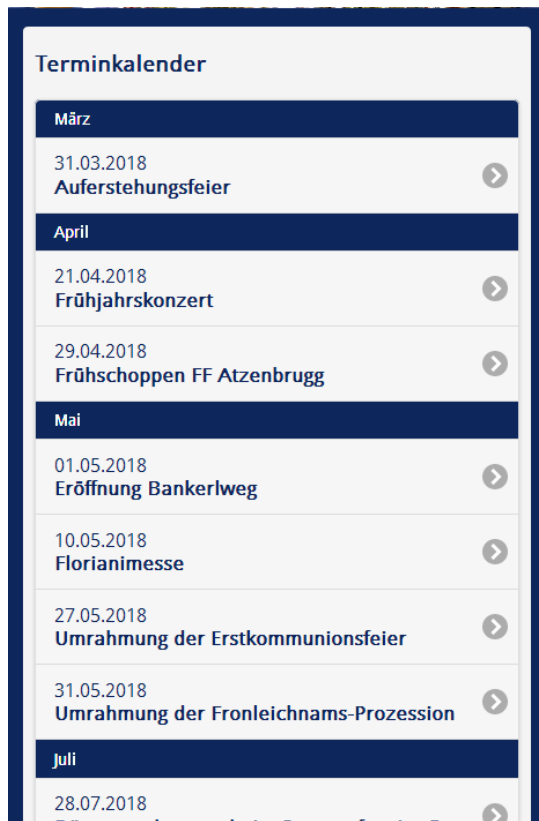 Terminkalender
März
31.03.2018
Auferstehungsfeier
April
21.04.2018
Frühjahrskonzert
29.04.2018
Frühschoppen FF Atzenbrugg
Mai
01.05.2018
Eröffnung Bankerlweg
10.05.2018
Florianimesse
27.05.2018
Umrahmung der Erstkommunionsfeier
31.05.2018
Umrahmung der Fronleichnams-Prozession
Juli
28.07.2018